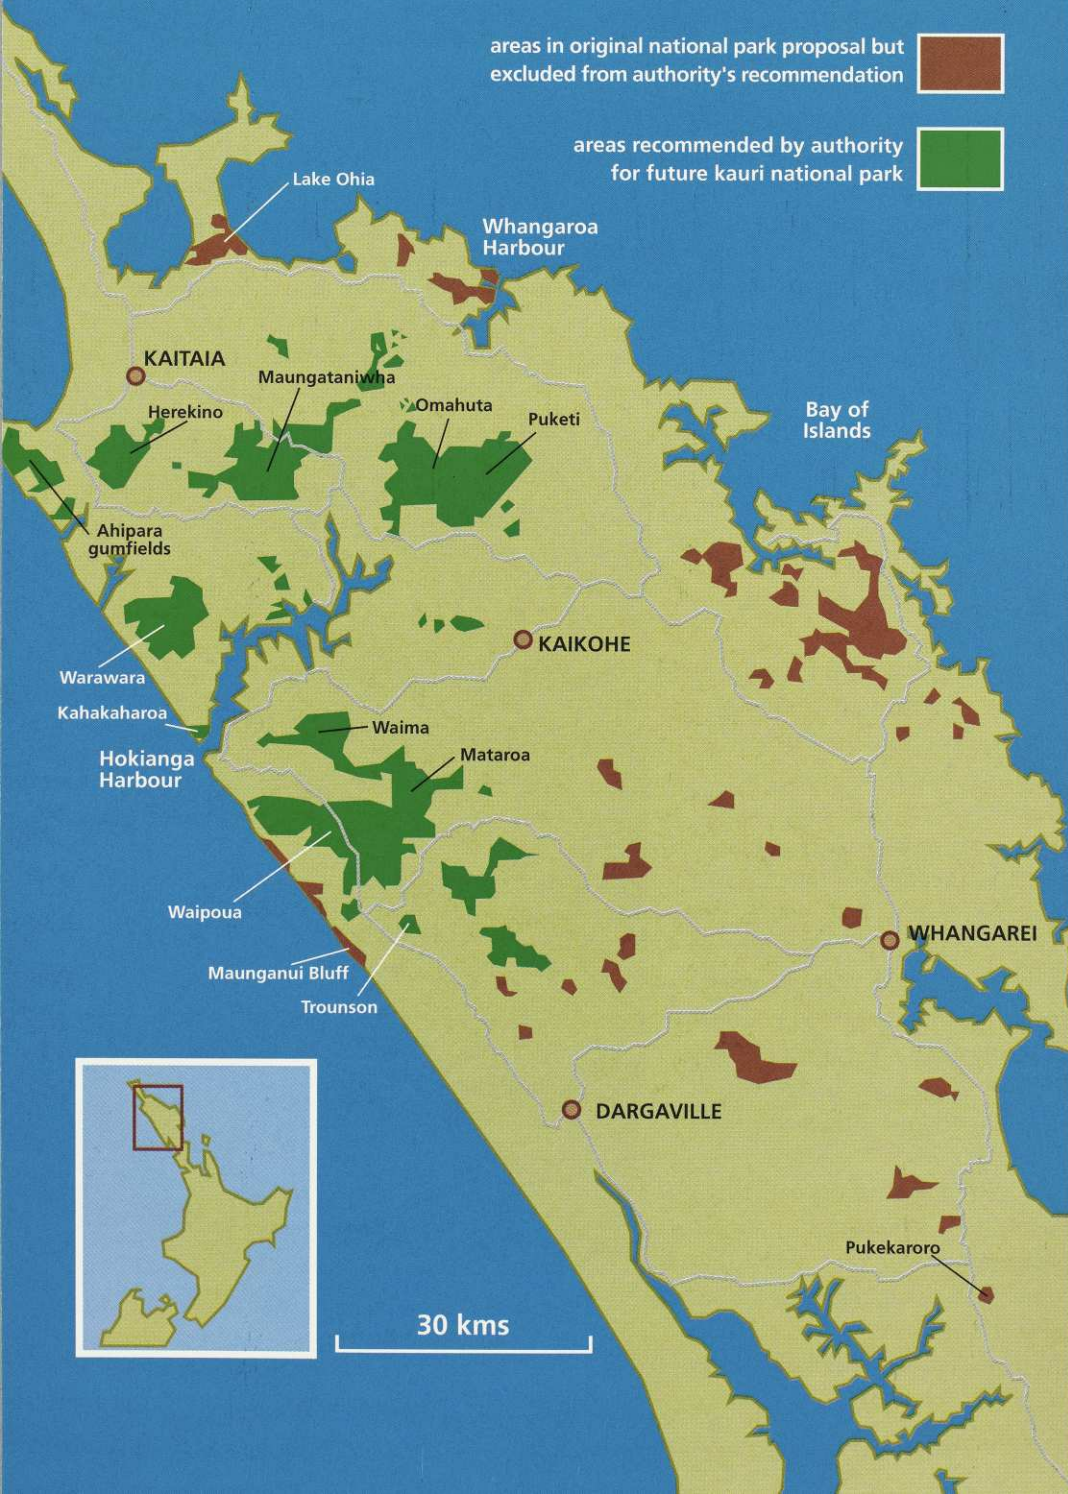 areas in original national park proposal but
excluded from authority's recommendation
areas recommended by authority
for future kauri national park
Lake Ohia
Whangaroa
Harbour
KAITAIA
Maungataniwha
Herekino
Omahuta
Puketi
Bay of
Islands
Ahipara
gumfields
KAIKOHE
Warawara
Kahakaharoa
Waima
Hokianga
Harbour
Mataroa
Waipoua
WHANGAREI
Maunganui Bluff
Trounson
DARGAVILLE
Pukekaroro
30 kms